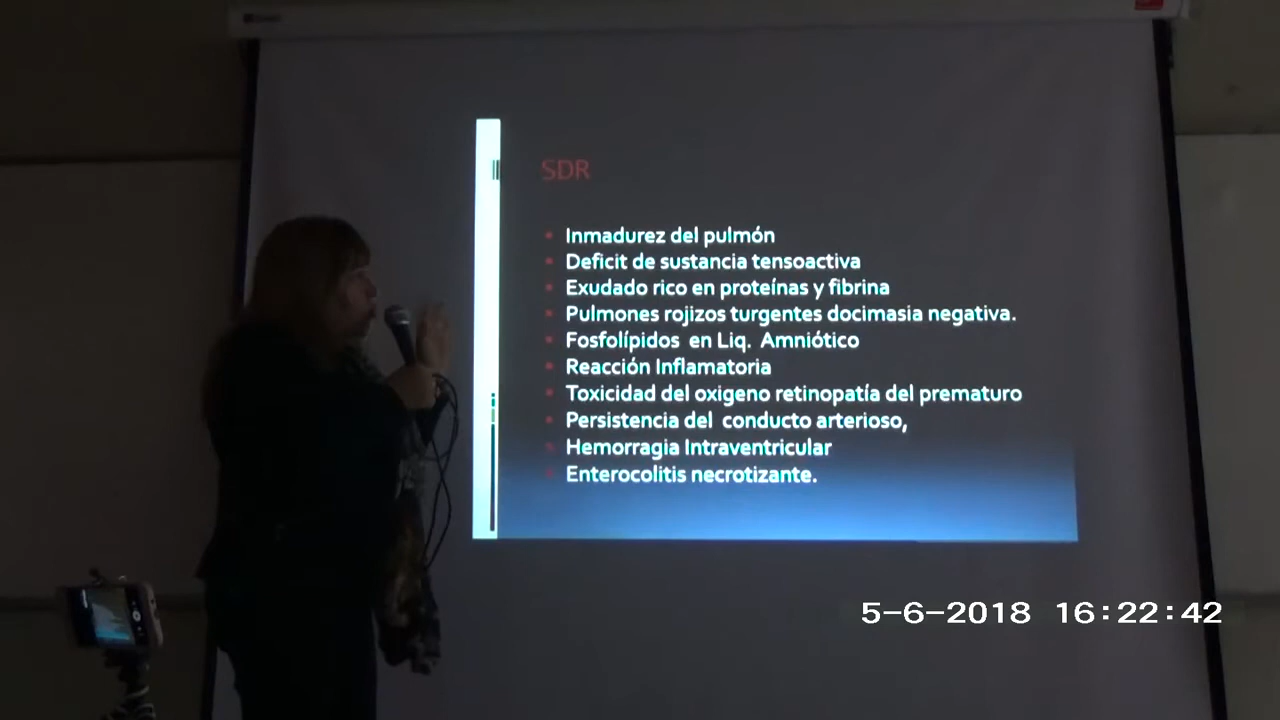 SDR
Inmadurez del pulmón
Deficit de sustancia tensoactiva
Exudado rico en proteínas y fibrina
Pulmones rojizos turgentes docimasia negativa.
Fosfolípidos en Liq. Amniótico
Reacción Inflamatoria
Toxicidad del oxigeno retinopatía del prematuro
Persistencia del conducto arterioso,
Hemorragia Intraventricular
Enterocolitis necrotizante.
5-6-2018 16:22:42